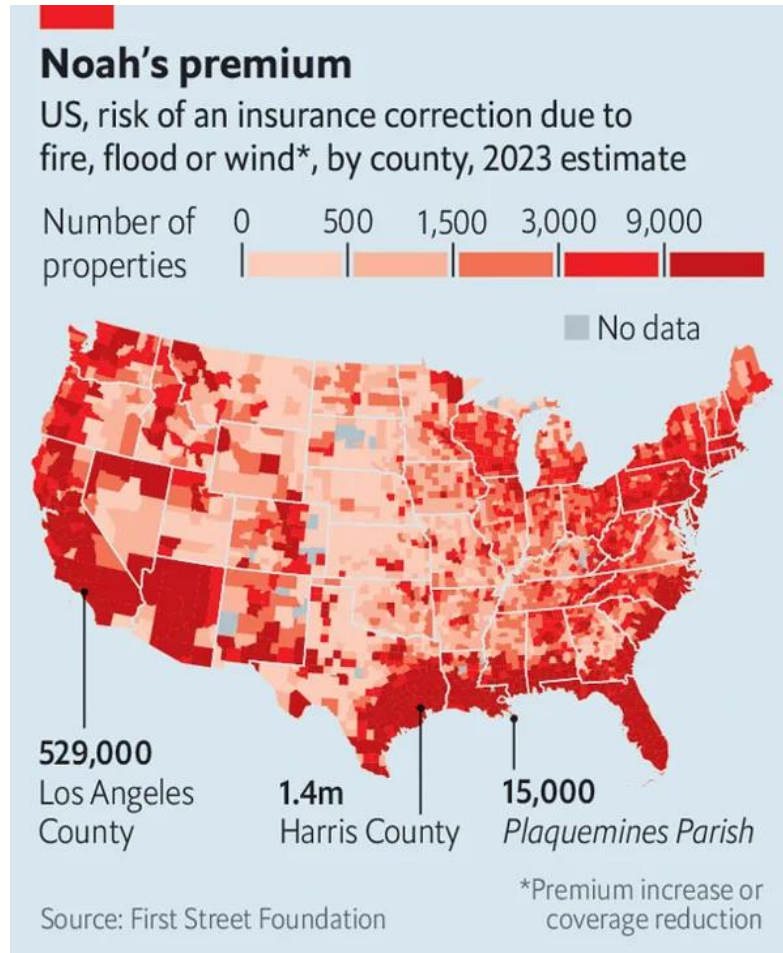 Noah's premium
US, risk of an insurance correction due to
fire, flood or wind*, by county, 2023 estimate
Number of
properties
0 500 1,500 3,000 9,000
No data
529,000
Los Angeles
County
1.4m
Harris County
15,000
Plaquemines Parish
*Premium increase or
coverage reduction
Source: First Street Foundation